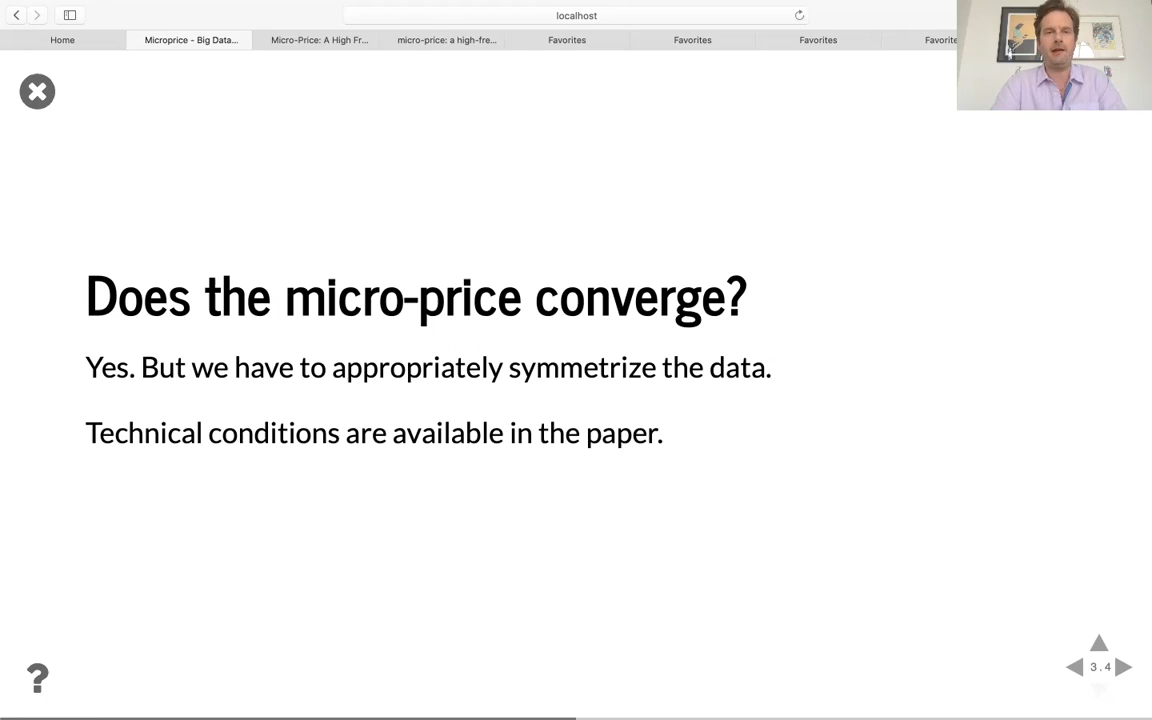 localhost
Home
Microprice - Big Data...
Micro-Price: A High Fr...
micro-price: a high-fre...
Favorites
Favorites
Favorites
Favorite
Does the micro-price converge?
Yes. But we have to appropriately symmetrize the data.
Technical conditions are available in the paper.
?
3.4